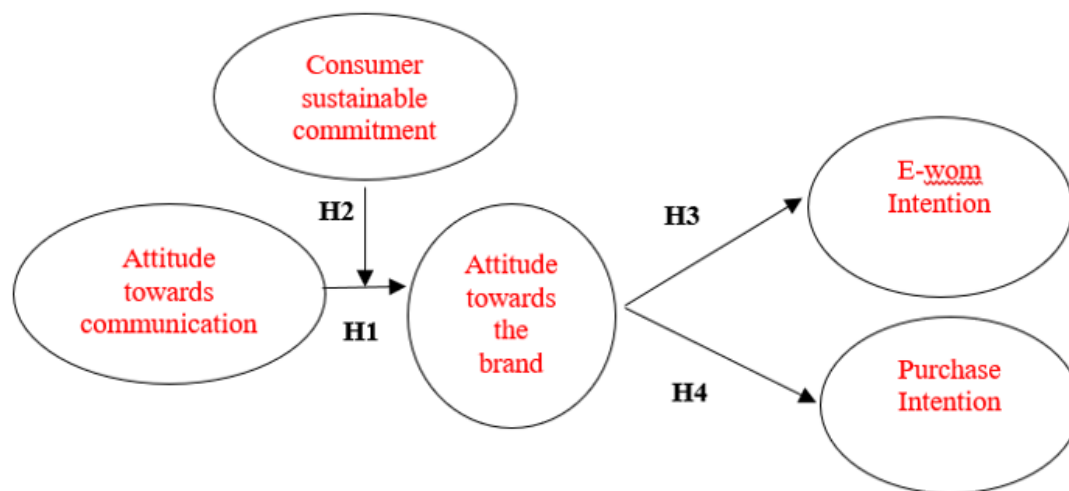 Consumer
sustainable
commitment
H2
Attitude
towards
communication
H1
Attitude
towards
the
brand
H3
E-wom
Intention
H4
Purchase
Intention